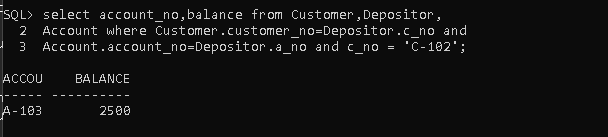 SQL> select account_no,balance from Customer,Depositor,
  2  Account where Customer.customer_no=Depositor.c_no and
  3  Account.account_no=Depositor.a_no and c_no = 'C-102';
ACCOU    BALANCE
----- ----------
A-103       2500